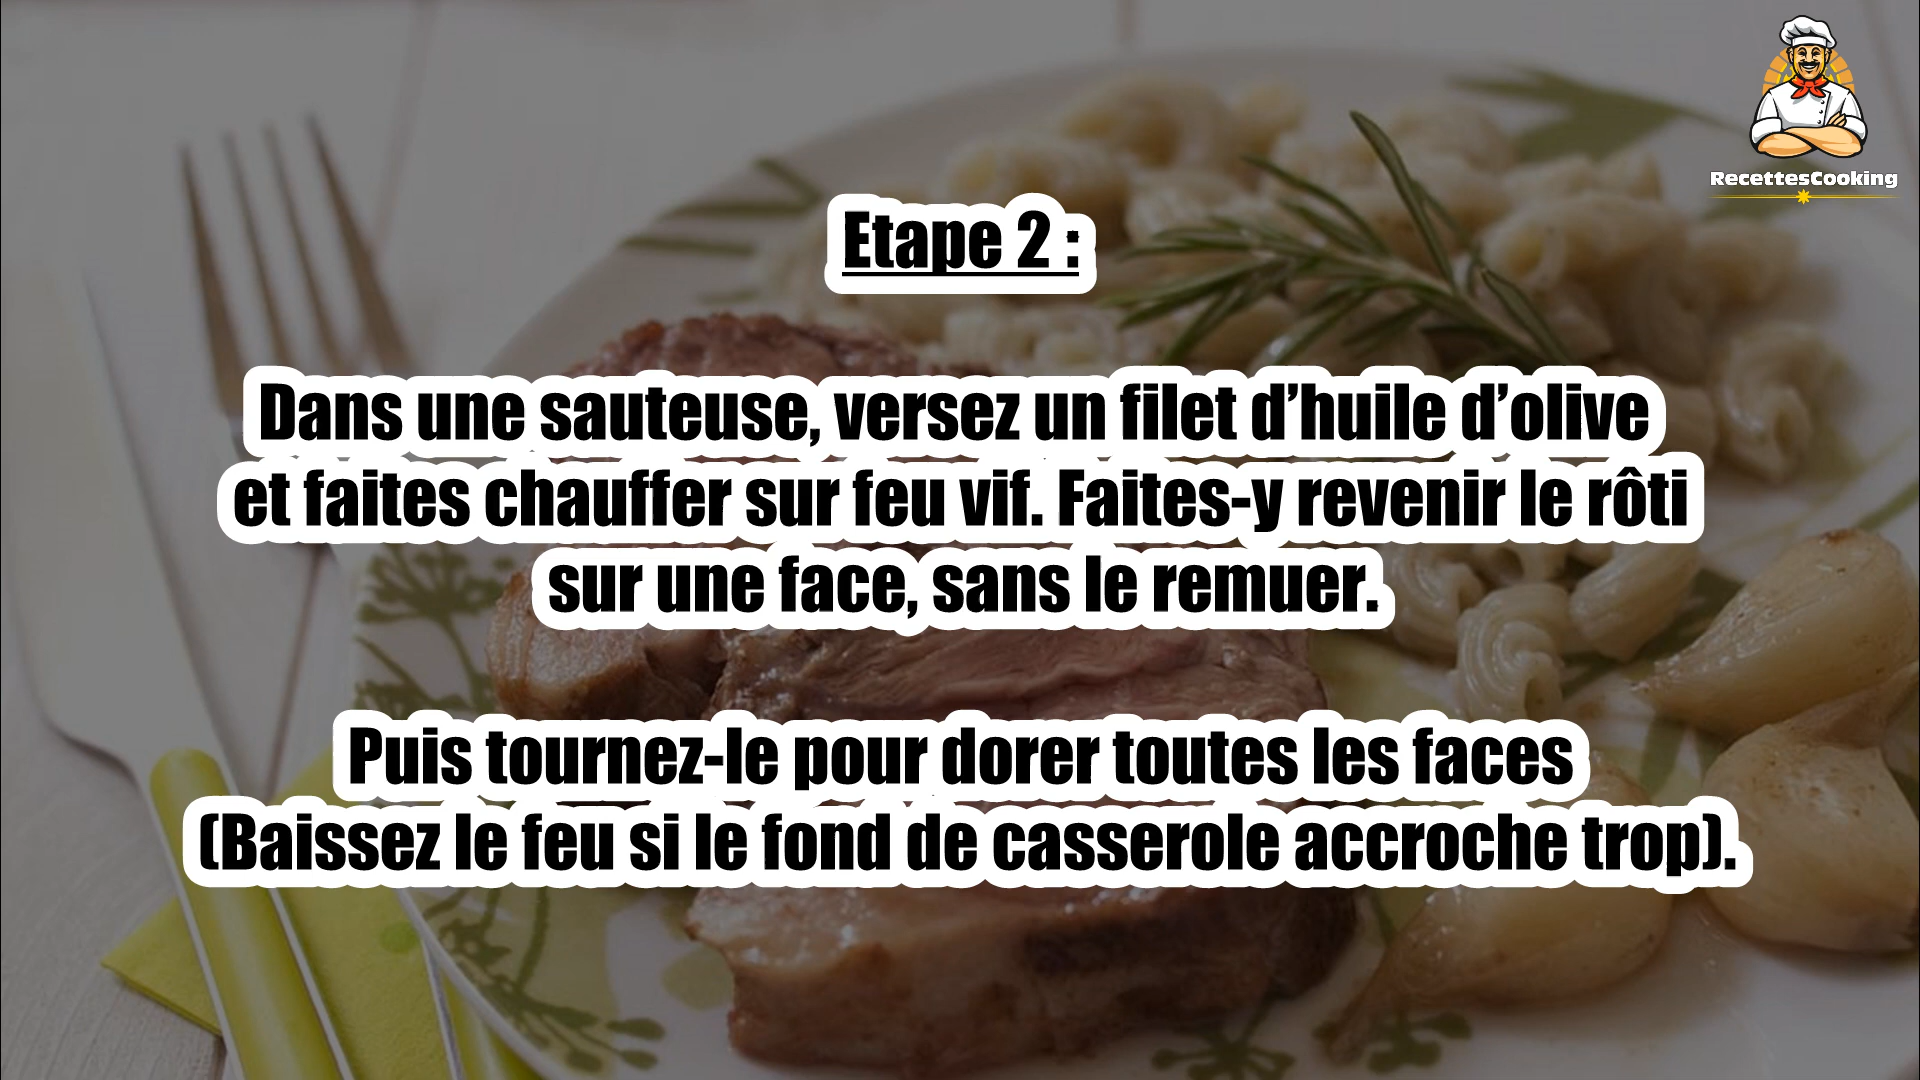 RecettesCooking
Etape 2 :
Dans une sauteuse, versez un filet d’huile d’olive
et faites chauffer sur feu vif. Faites-y revenir le rôti
sur une face, sans le remuer.
Puis tournez-le pour dorer toutes les faces
(Baissez le feu si le fond de casserole accroche trop).